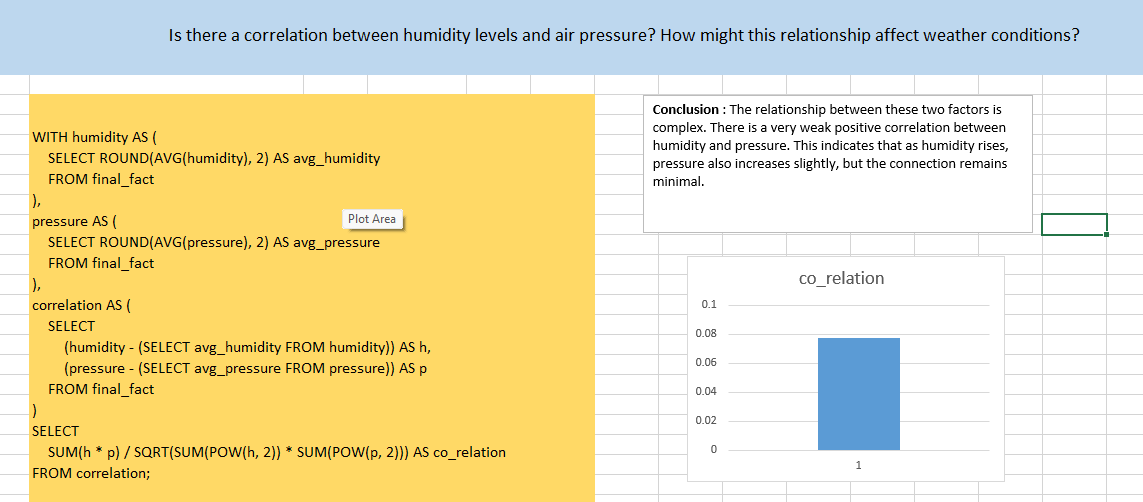 Is there a correlation between humidity levels and air pressure? How might this relationship affect weather conditions?
WITH humidity AS (
SELECT ROUND(AVG(humidity), 2) AS avg_humidity
FROM final_fact
),
pressure AS (
SELECT ROUND(AVG(pressure), 2) AS avg_pressure
FROM final_fact
),
correlation AS (
SELECT
(humidity - (SELECT avg_humidity FROM humidity)) AS h,
(pressure - (SELECT avg_pressure FROM pressure)) AS p
FROM final_fact
)
SELECT
SUM(h * p) / SQRT(SUM(POW(h, 2)) * SUM(POW(p, 2))) AS co_relation
FROM correlation;
Plot Area
Conclusion : The relationship between these two factors is
complex. There is a very weak positive correlation between
humidity and pressure. This indicates that as humidity rises,
pressure also increases slightly, but the connection remains
minimal.
co_relation
0.1
0.08
0.06
0.04
0.02
0
1